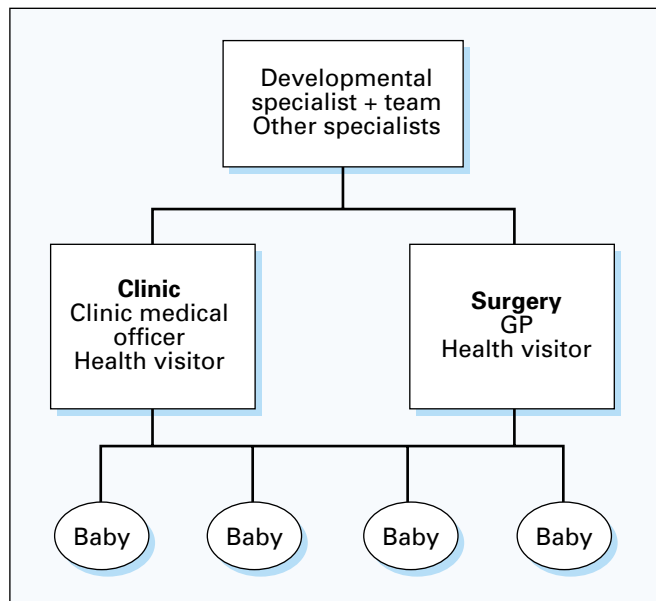 Developmental
specialist + team
Other specialists
Clinic
Clinic medical
officer
Health visitor
Surgery
GP
Health visitor
Baby
Baby
Baby
Baby